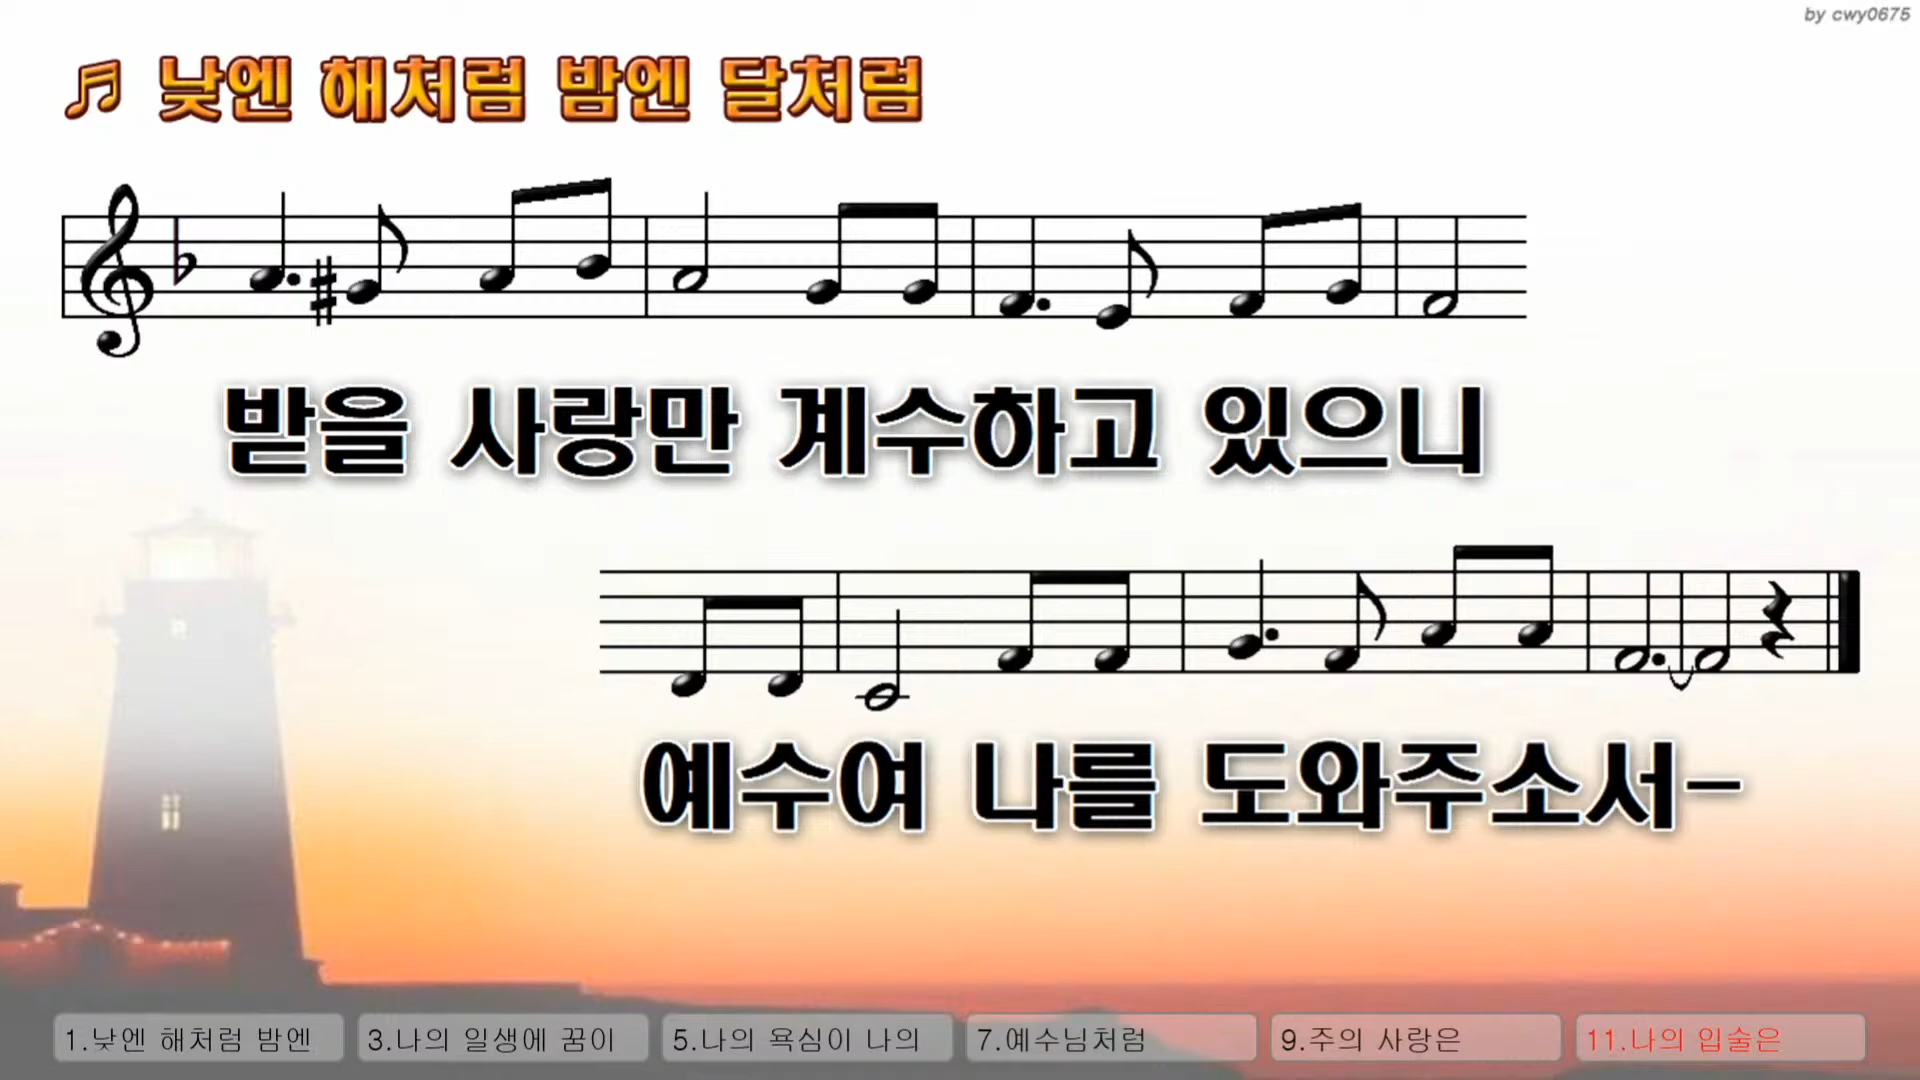 by cwy0675
낮엔 해처럼 밤엔 달처럼
받을 사랑만 계수하고 있으니
예수여 나를 도와주소서-
1.낮엔 해처럼 밤엔
3.나의 일생에 꿈이
5.나의 욕심이 나의
7.예수님처럼
9.주의 사랑은
11.나의 입술은